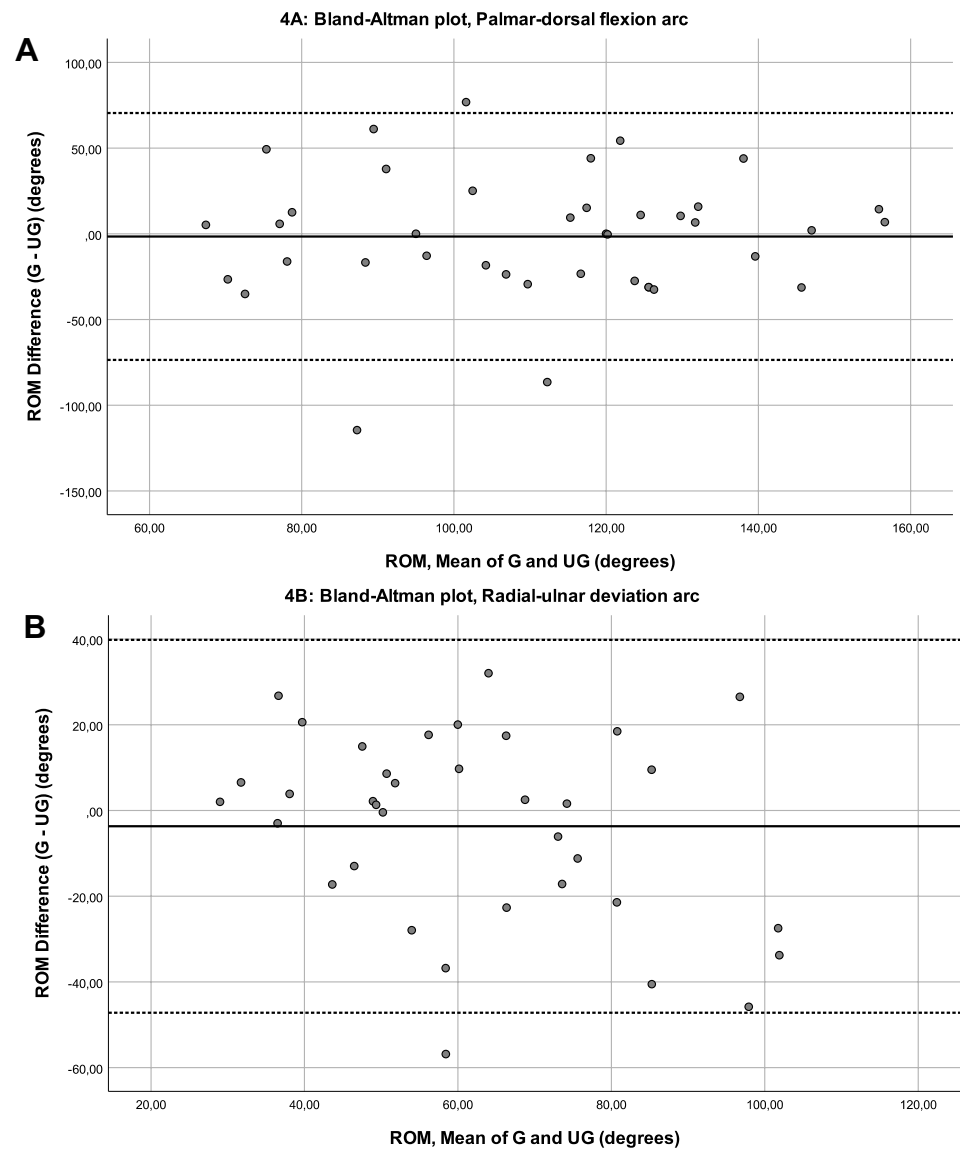 4A: Bland-Altman plot, Palmar-dorsal flexion arc
A
ROM Difference (G - UG) (degrees)
100,00
50,00
,00
-50,00
-100,00
-150,00
60,00 80,00 100,00 120,00 140,00 160,00
ROM, Mean of G and UG (degrees)
4B: Bland-Altman plot, Radial-ulnar deviation arc
B
ROM Difference (G - UG) (degrees)
40,00
20,00
,00
-20,00
-40,00
-60,00
20,00 40,00 60,00 80,00 100,00 120,00
ROM, Mean of G and UG (degrees)